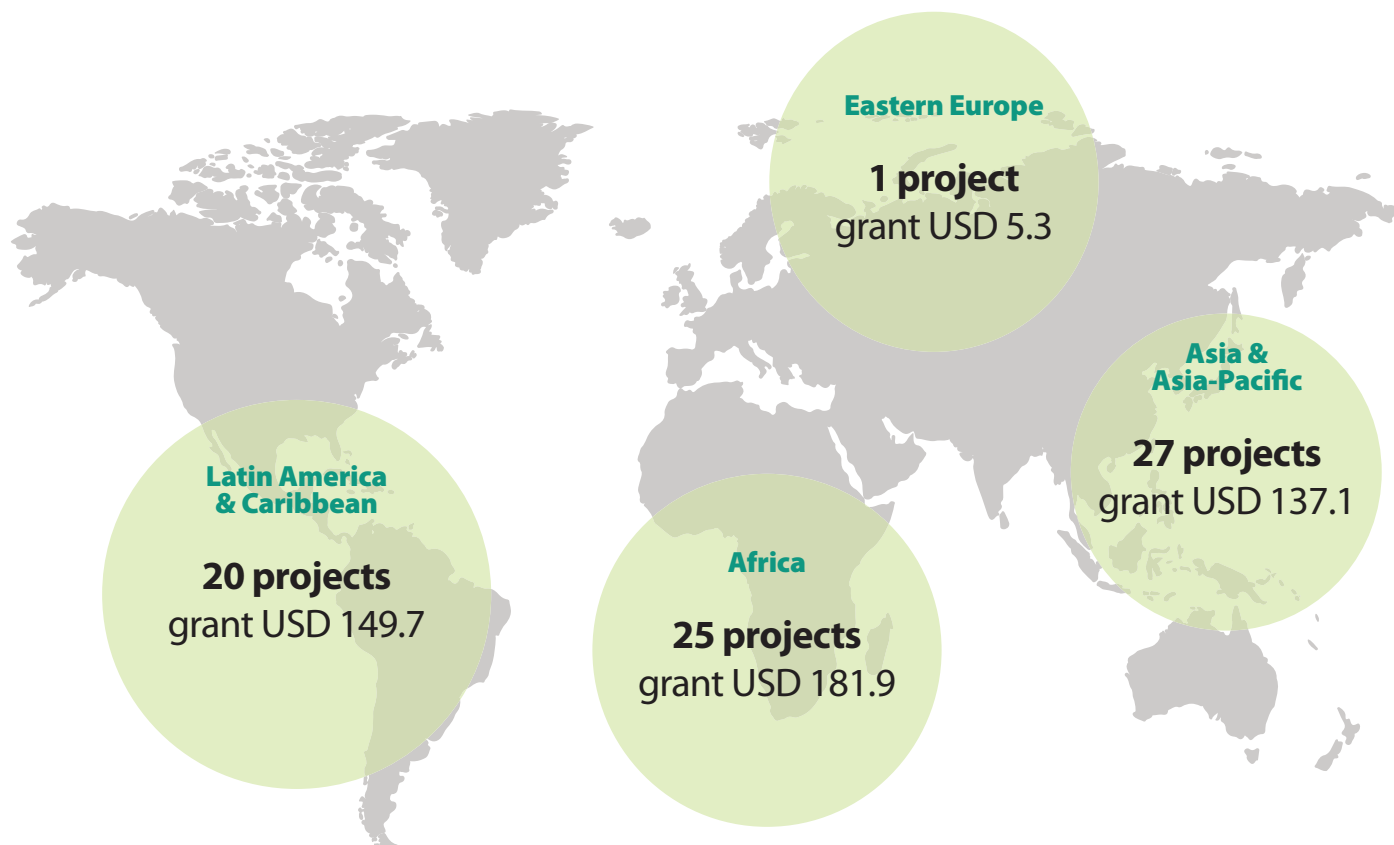 Eastern Europe
1 project
grant USD 5.3
Asia &
Asia-Pacific
27 projects
grant USD 137.1
Latin America
& Caribbean
20 projects
grant USD 149.7
Africa
25 projects
grant USD 181.9